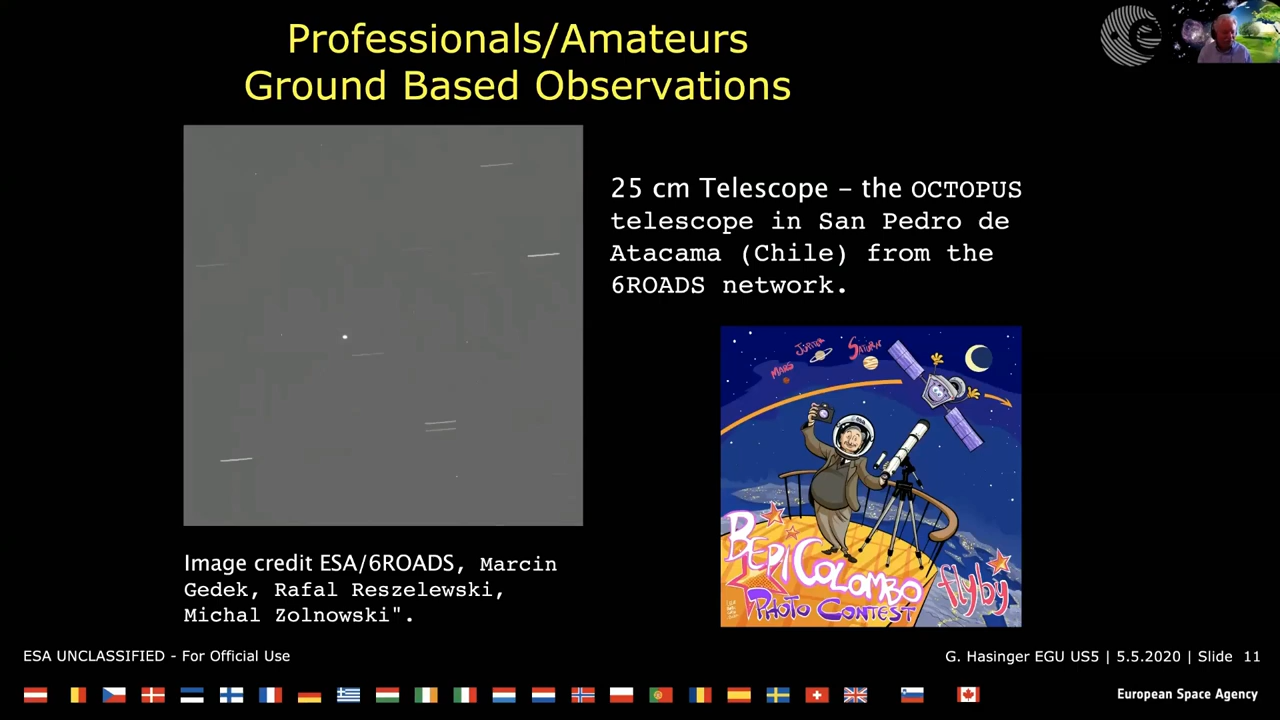 Professionals/Amateurs
Ground Based Observations
25 cm Telescope – the OCTOPUS
telescope in San Pedro de
Atacama (Chile) from the
6ROADS network.
MARS
JÚPITER
SATURN
BEPICOLOMBO
flyby
PHOTO CONTEST
Image credit ESA/6ROADS, Marcin
Gedek, Rafal Reszelewski,
Michal Zolnowski".
ESA UNCLASSIFIED - For Official Use
G. Hasinger EGU US5 | 5.5.2020 | Slide 11
European Space Agency